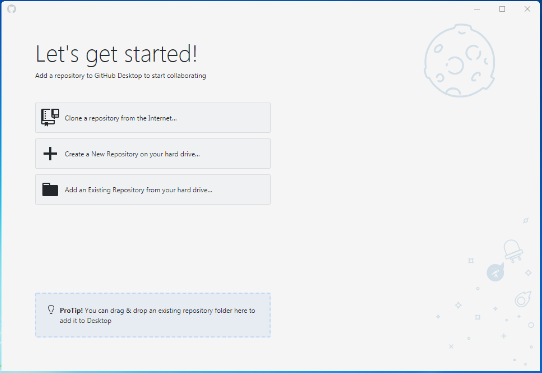 Let's get started!
Add a repository to GitHub Desktop to start collaborating
Clone a repository from the Internet...
Create a New Repository on your hard drive...
Add an Existing Repository from your hard drive...
ProTip! You can drag & drop an existing repository folder here to
add it to Desktop